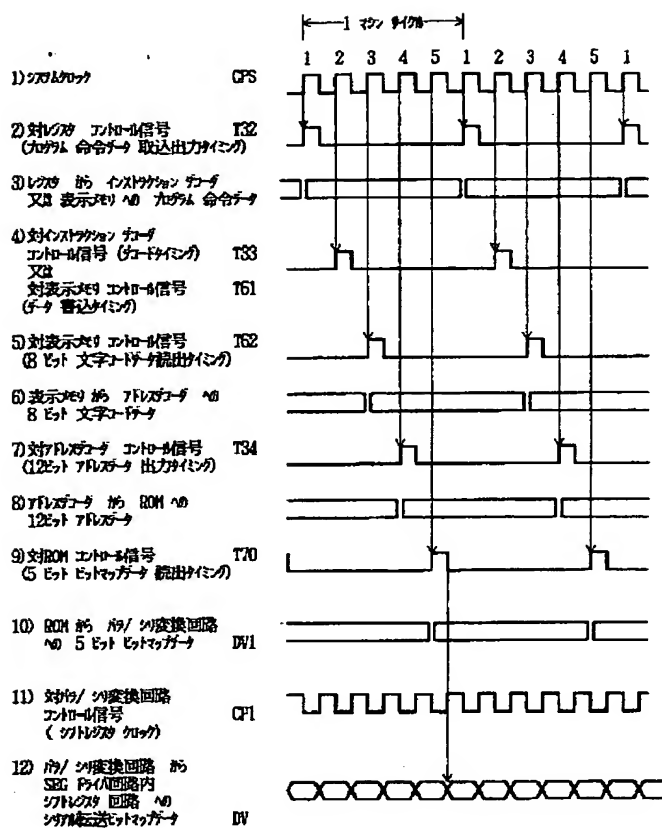 1 マシン サイクル
1 2 3 4 5 1 2 3 4 5 1
1) システムクロック CPS
2) 対レジスタ コントロール信号 T32
(プログラム 命令データ 取込出力タイミング)
3) レジスタ から インストラクション デコーダ
又は 表示メモリ への プログラム 命令データ
4) 対インストラクション デコーダ
コントロール信号 (デコードタイミング) T33
又は
対表示メモリ コントロール信号 T61
(データ 書込タイミング)
5) 対表示メモリ コントロール信号 T62
(8 ビット 文字コードデータ読出タイミング)
6) 表示メモリ から アドレスデコーダ への
8 ビット 文字コードデータ
7) 対アドレスデコーダ コントロール信号 T34
(12ビット アドレスデータ 出力タイミング)
8) アドレスデコーダ から ROM への
12ビット アドレスデータ
9) 対ROM コントロール信号 T70
(5 ビット ビットマップデータ 読出タイミング)
10) ROM から パラ/ シリ変換回路
への 5 ビット ビットマップデータ DV1
11) 対パラ/ シリ変換回路
コントロール信号 CP1
( シフトレジスタ クロック)
12) パラ/ シリ変換回路 から
SEG ドライバ回路内
シフトレジスタ 回路 への
シリアル転送ビットマップデータ DV